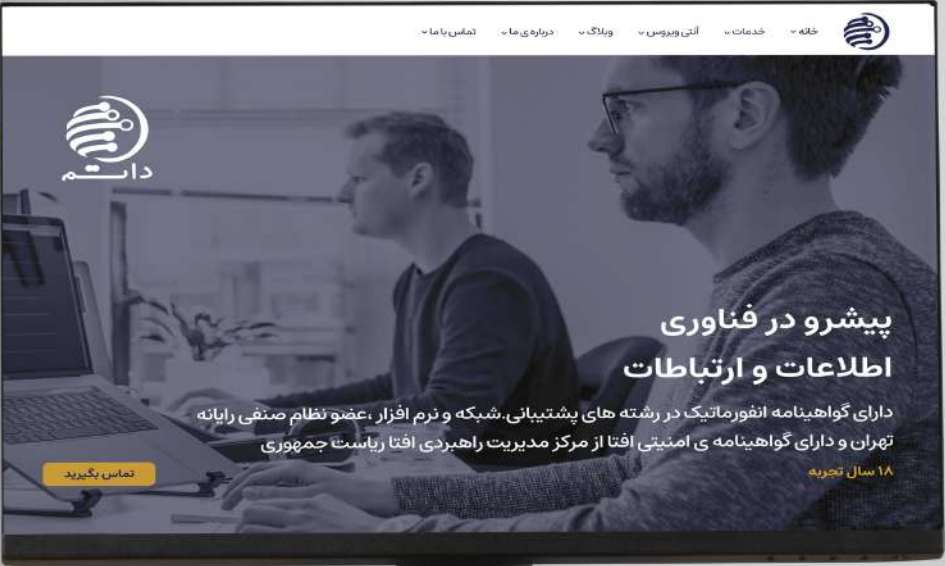 خانه
خدمات
آنتی ویروس
وبلاگ
درباره ی ما
تماس با ما
داتـم
پیشرو در فناوری
اطلاعات و ارتباطات
دارای گواهینامه انفورماتیک در رشته های پشتیبانی.شبکه و نرم افزار ،عضو نظام صنفی رایانه
تهران و دارای گواهینامه ی امنیتی افتا از مرکز مدیریت راهبردی افتا ریاست جمهوری
۱۸ سال تجربه
تماس بگیرید